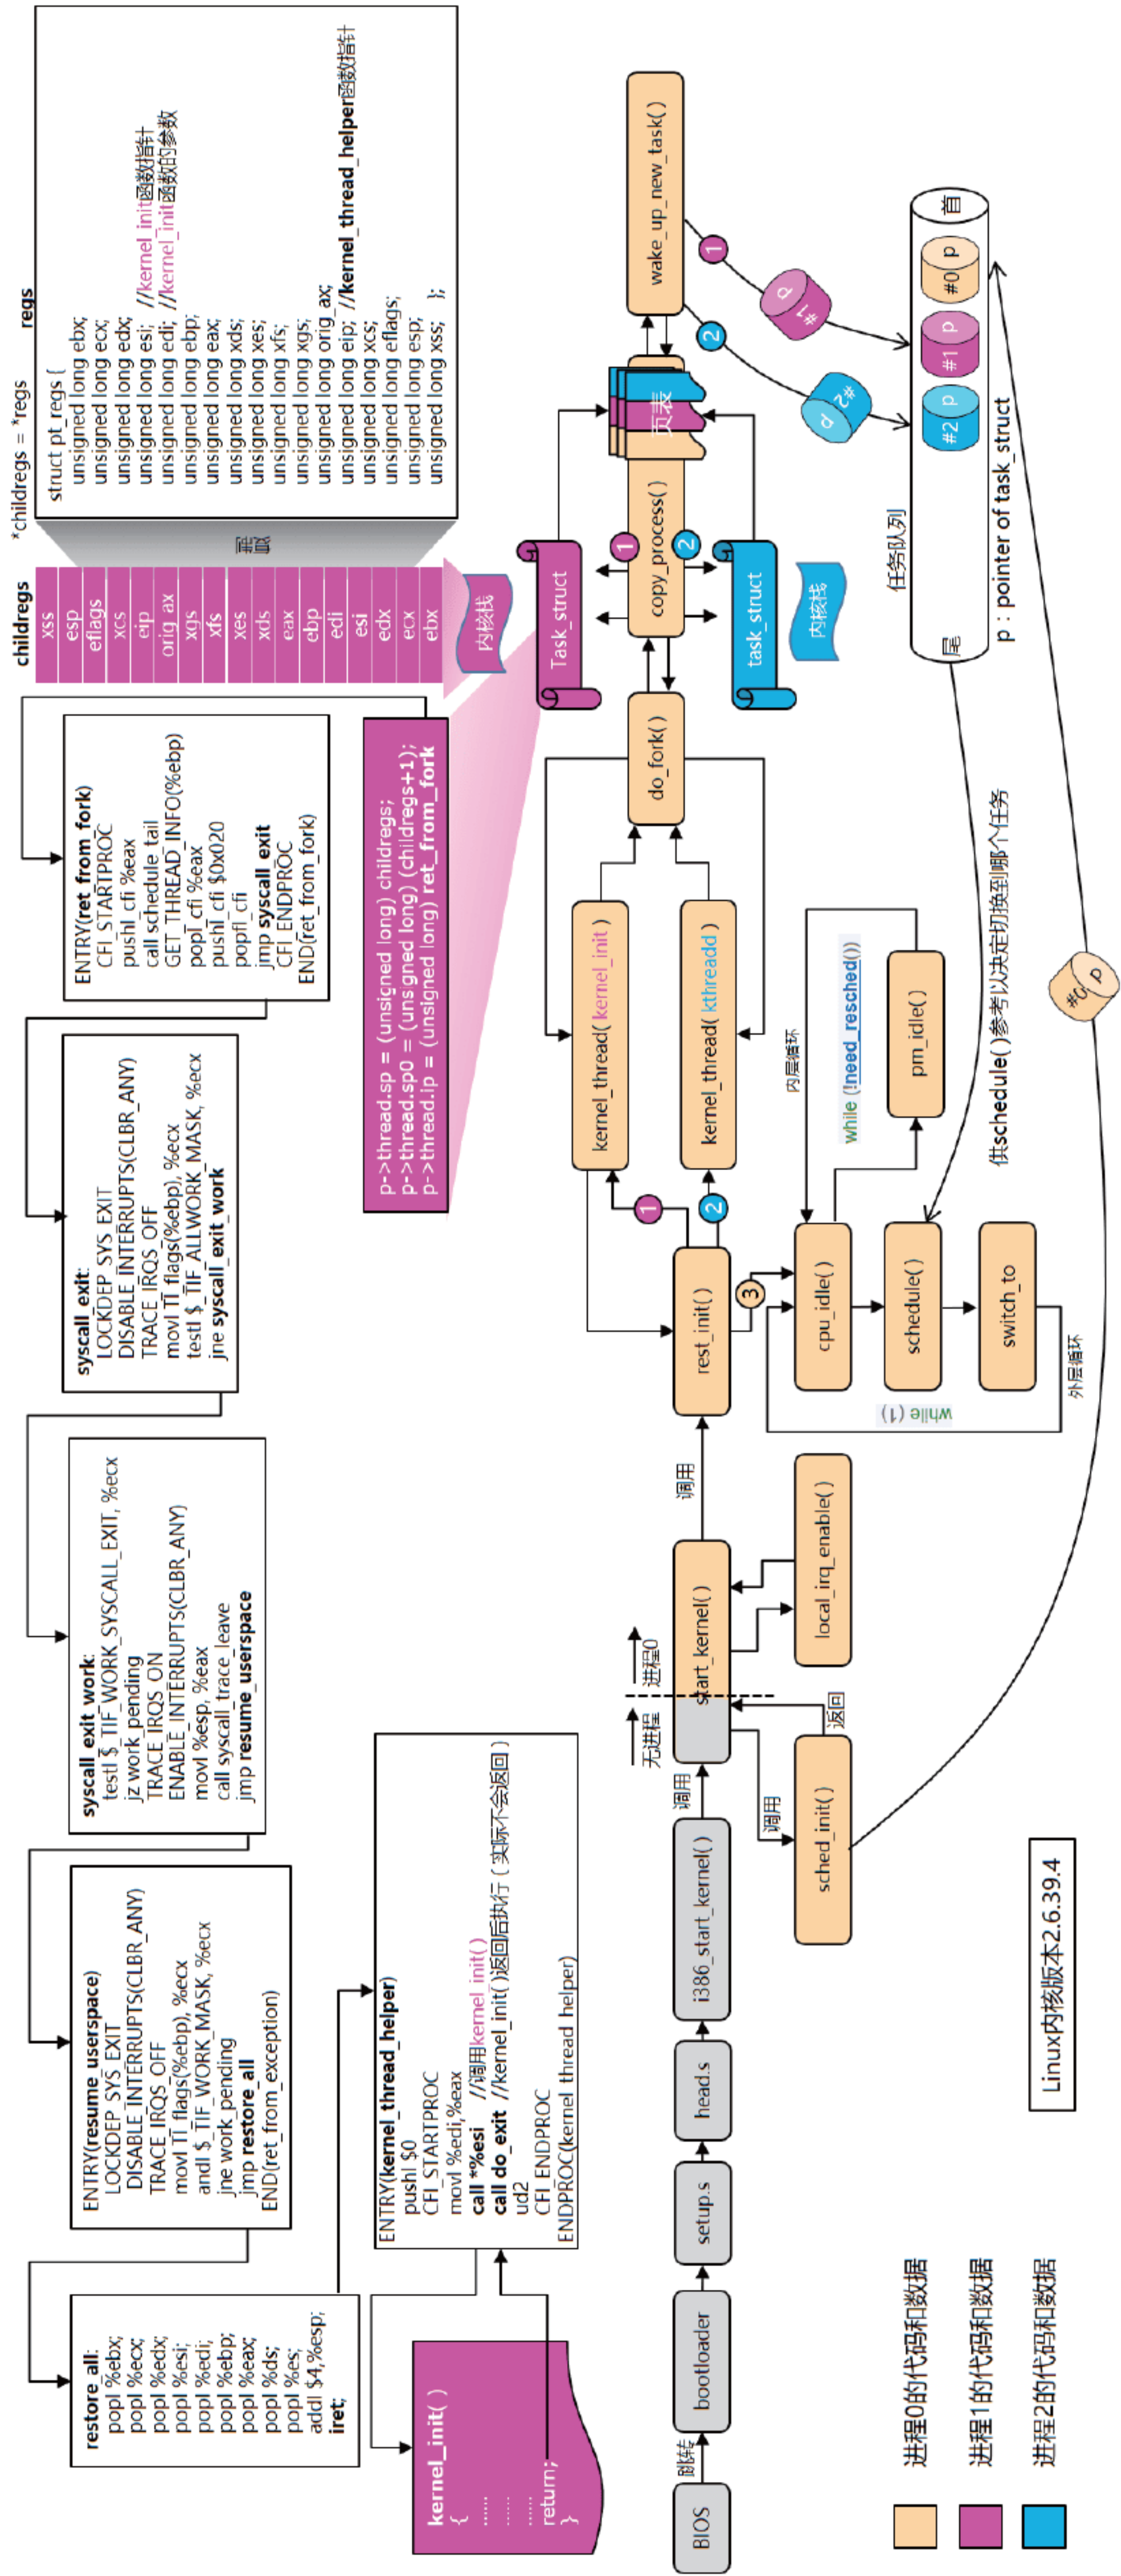 *childregs = *regs
childregs
regs
xss
esp
eflags
xcs
eip
orig_ax
xgs
xfs
xes
xds
eax
ebp
edi
esi
edx
ecx
ebx
struct pt_regs {
unsigned long ebx;
unsigned long ecx;
unsigned long edx;
unsigned long esi; //kernel_init函数指针
unsigned long edi; //kernel_init函数的参数
unsigned long ebp;
unsigned long eax;
unsigned long xds;
unsigned long xes;
unsigned long xfs;
unsigned long xgs;
unsigned long orig_ax;
unsigned long eip; //kernel_thread_helper函数指针
unsigned long xcs;
unsigned long eflags;
unsigned long esp;
unsigned long xss; };
内核栈
ENTRY(ret_from_fork)
CFI_STARTPROC
pushl_cfi %eax
call schedule_tail
GET_THREAD_INFO(%ebp)
popl_cfi %eax
pushl_cfi $0x020
popfl_cfi
jmp syscall_exit
CFI_ENDPROC
END(ret_from_fork)
syscall_exit:
LOCKDEP_SYS_EXIT
DISABLE_INTERRUPTS(CLBR_ANY)
TRACE_IRQS_OFF
movl TI_flags(%ebp), %ecx
testl $_TIF_ALLWORK_MASK, %ecx
jne syscall_exit_work
syscall_exit_work:
testl $_TIF_WORK_SYSCALL_EXIT, %ecx
jz work_pending
TRACE_IRQS_ON
ENABLE_INTERRUPTS(CLBR_ANY)
movl %esp, %eax
call syscall_trace_leave
jmp resume_userspace
ENTRY(resume_userspace)
LOCKDEP_SYS_EXIT
DISABLE_INTERRUPTS(CLBR_ANY)
TRACE_IRQS_OFF
movl TI_flags(%ebp), %ecx
andl $_TIF_WORK_MASK, %ecx
jne work_pending
jmp restore_all
END(ret_from_exception)
restore_all:
popl %ebx;
popl %ecx;
popl %edx;
popl %esi;
popl %edi;
popl %ebp;
popl %eax;
popl %ds;
popl %es;
addl $4,%esp;
iret;
p->thread.sp = (unsigned long) childregs;
p->thread.sp0 = (unsigned long) (childregs+1);
p->thread.ip = (unsigned long) ret_from_fork
ENTRY(kernel_thread_helper)
pushl $0
CFI_STARTPROC
movl %edi,%eax
call *%esi //调用kernel_init( )
call do_exit //kernel_init( )返回后执行（实际不会返回）
ud2
CFI_ENDPROC
ENDPROC(kernel_thread_helper)
kernel_init( )
{
......
......
......
return;
}
BIOS
跳转
bootloader
setup.s
head.s
i386_start_kernel( )
调用
无进程
进程0
start_kernel( )
调用
返回
sched_init( )
local_irq_enable( )
调用
rest_init( )
1
2
3
kernel_thread( kernel_init )
kernel_thread( kthreadd )
do_fork( )
Task_struct
copy_process( )
1
2
task_struct
内核栈
页表
wake_up_new_task( )
1
2
#1 p
#2 p
cpu_idle( )
schedule( )
switch_to
while (1)
外层循环
内层循环
while (!need_resched())
pm_idle( )
供schedule( )参考以决定切换到哪个任务
任务队列
尾
#2 p
#1 p
#0 p
首
p : pointer of task_struct
#0 p
Linux内核版本2.6.39.4
进程0的代码和数据
进程1的代码和数据
进程2的代码和数据